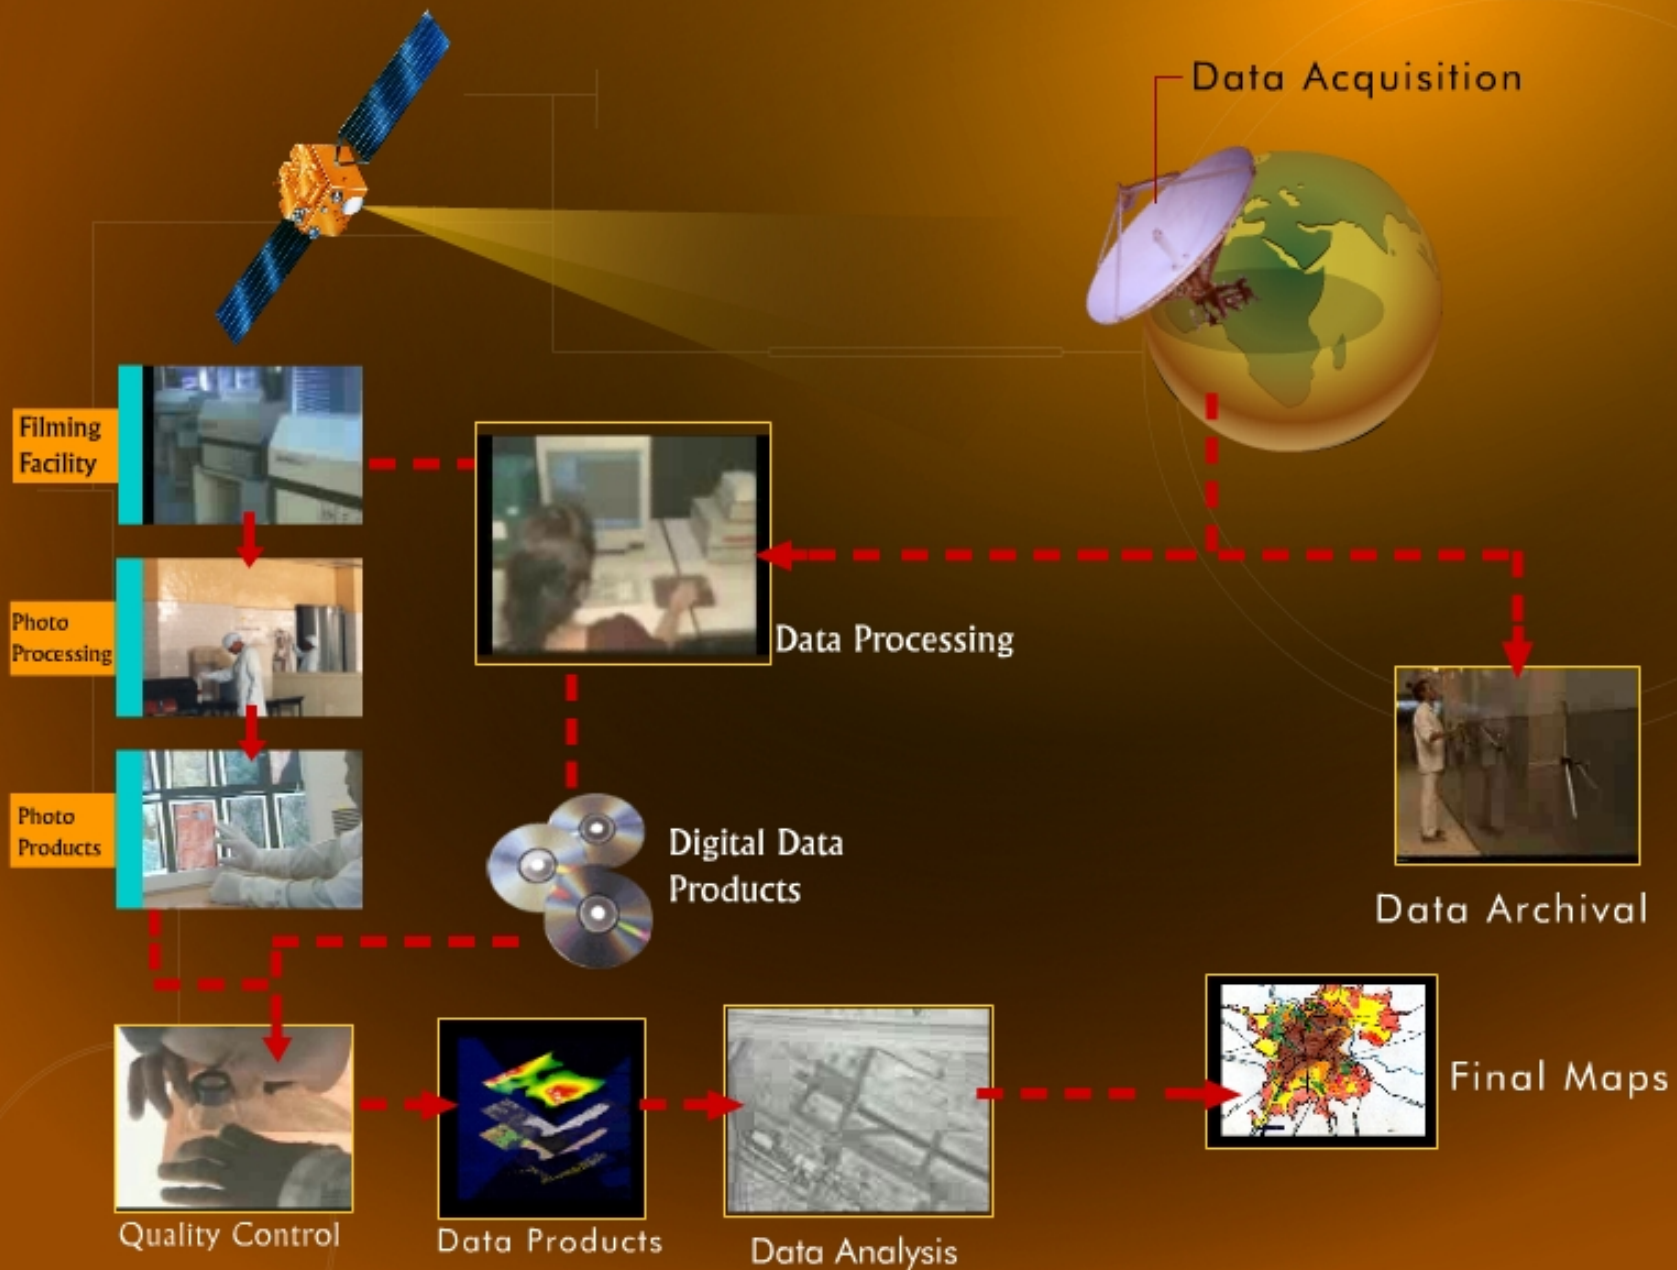 Data Acquisition
Filming
Facility
Photo
Processing
Data Processing
Photo
Products
Digital Data
Products
Data Archival
Final Maps
Quality Control
Data Products
Data Analysis